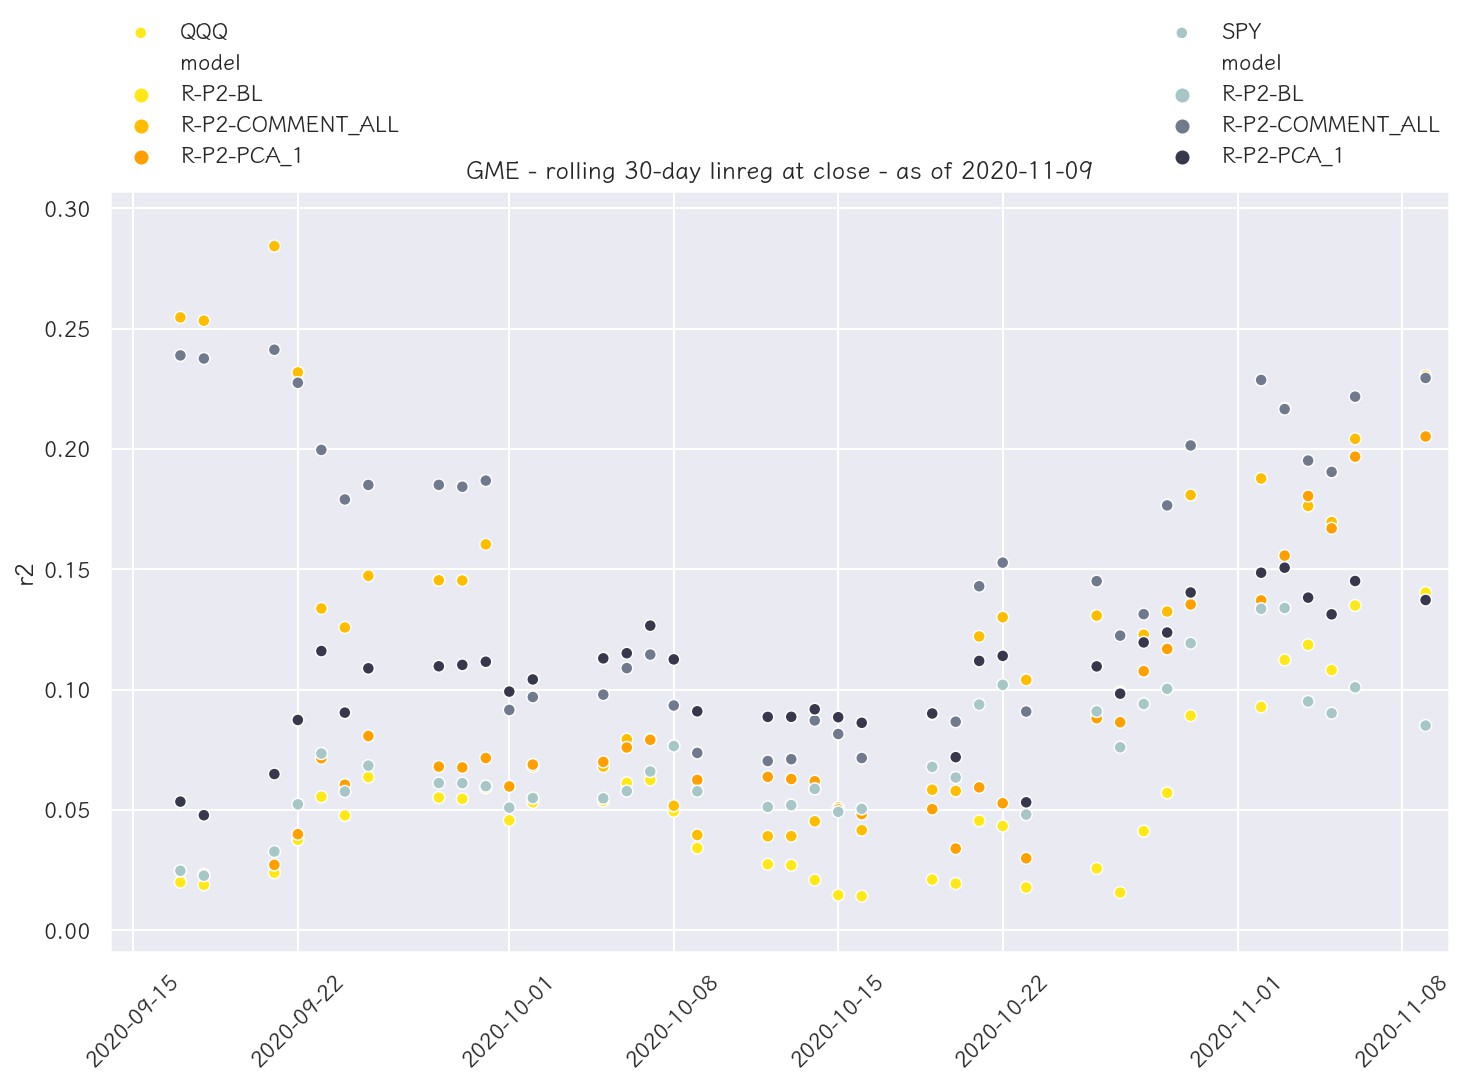 QQQ
model
R-P2-BL
R-P2-COMMENT_ALL
R-P2-PCA_1
SPY
model
R-P2-BL
R-P2-COMMENT_ALL
R-P2-PCA_1
GME - rolling 30-day linreg at close - as of 2020-11-09
0.30
0.25
0.20
0.15
0.10
0.05
0.00
r2
2020-09-15
2020-09-22
2020-10-01
2020-10-08
2020-10-15
2020-10-22
2020-11-01
2020-11-08